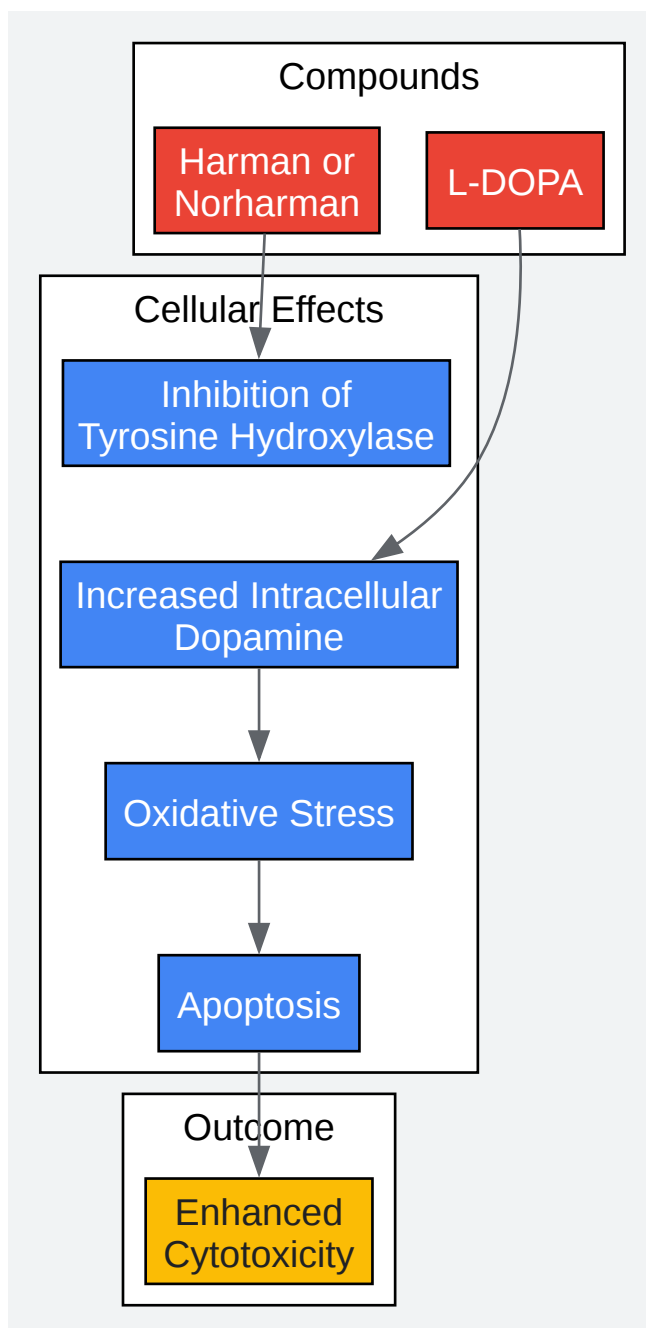 Compounds
Harman or
Norharman
L-DOPA
Cellular Effects
Inhibition of
Tyrosine Hydroxylase
Increased Intracellular
Dopamine
Oxidative Stress
Apoptosis
Outcome
Enhanced
Cytotoxicity